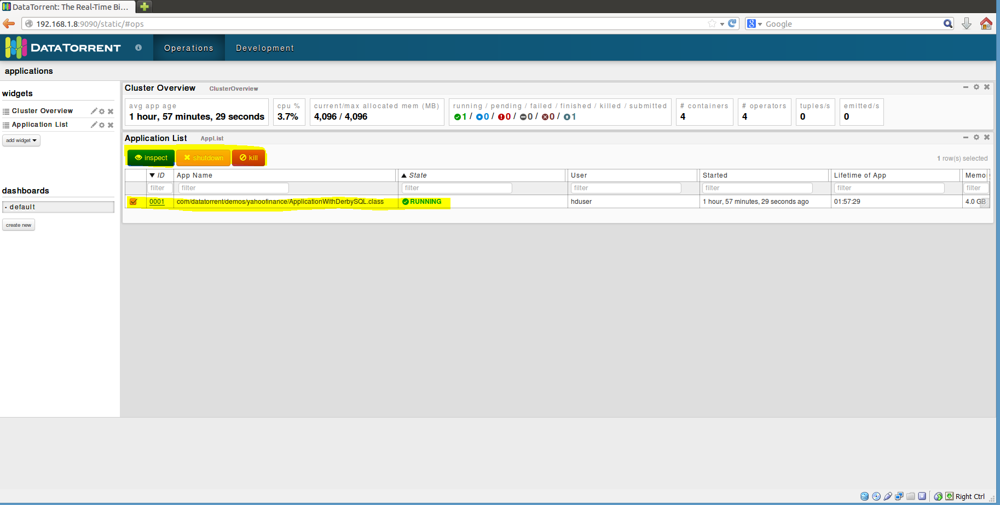 DataTorrent: The Real-Time Bi...
192.168.1.8:9090/static/#ops
Google
DATATORRENT
Operations
Development
applications
widgets
Cluster Overview
Application List
add widget
dashboards
default
create new
Cluster Overview ClusterOverview
avg app age
1 hour, 57 minutes, 29 seconds
cpu %
3.7%
current/max allocated mem (MB)
4,096 / 4,096
running / pending / failed / finished / killed / submitted
1 / 0 / 0 / 0 / 0 / 1
# containers
4
# operators
4
tuples/s
0
emitted/s
0
Application List AppList
inspect shutdown kill
1 row(s) selected
ID App Name State User Started Lifetime of App Memo
filter filter filter filter filter filter filter
0001 com/datatorrent/demos/yahoofinance/ApplicationWithDerbySQL.class RUNNING hduser 1 hour, 57 minutes, 29 seconds ago 01:57:29 4.0 GB
Right Ctrl